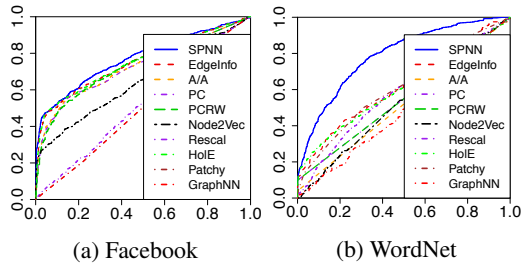 1.0
0.8
0.6
0.4
0.2
0.0
0.0 0.2 0.4 0.6 0.8 1.0
SPNN
EdgeInfo
A/A
PC
PCRW
Node2Vec
Rescal
HolE
Patchy
GraphNN
(a) Facebook
1.0
0.8
0.6
0.4
0.2
0.0
0.0 0.2 0.4 0.6 0.8 1.0
SPNN
EdgeInfo
A/A
PC
PCRW
Node2Vec
Rescal
HolE
Patchy
GraphNN
(b) WordNet